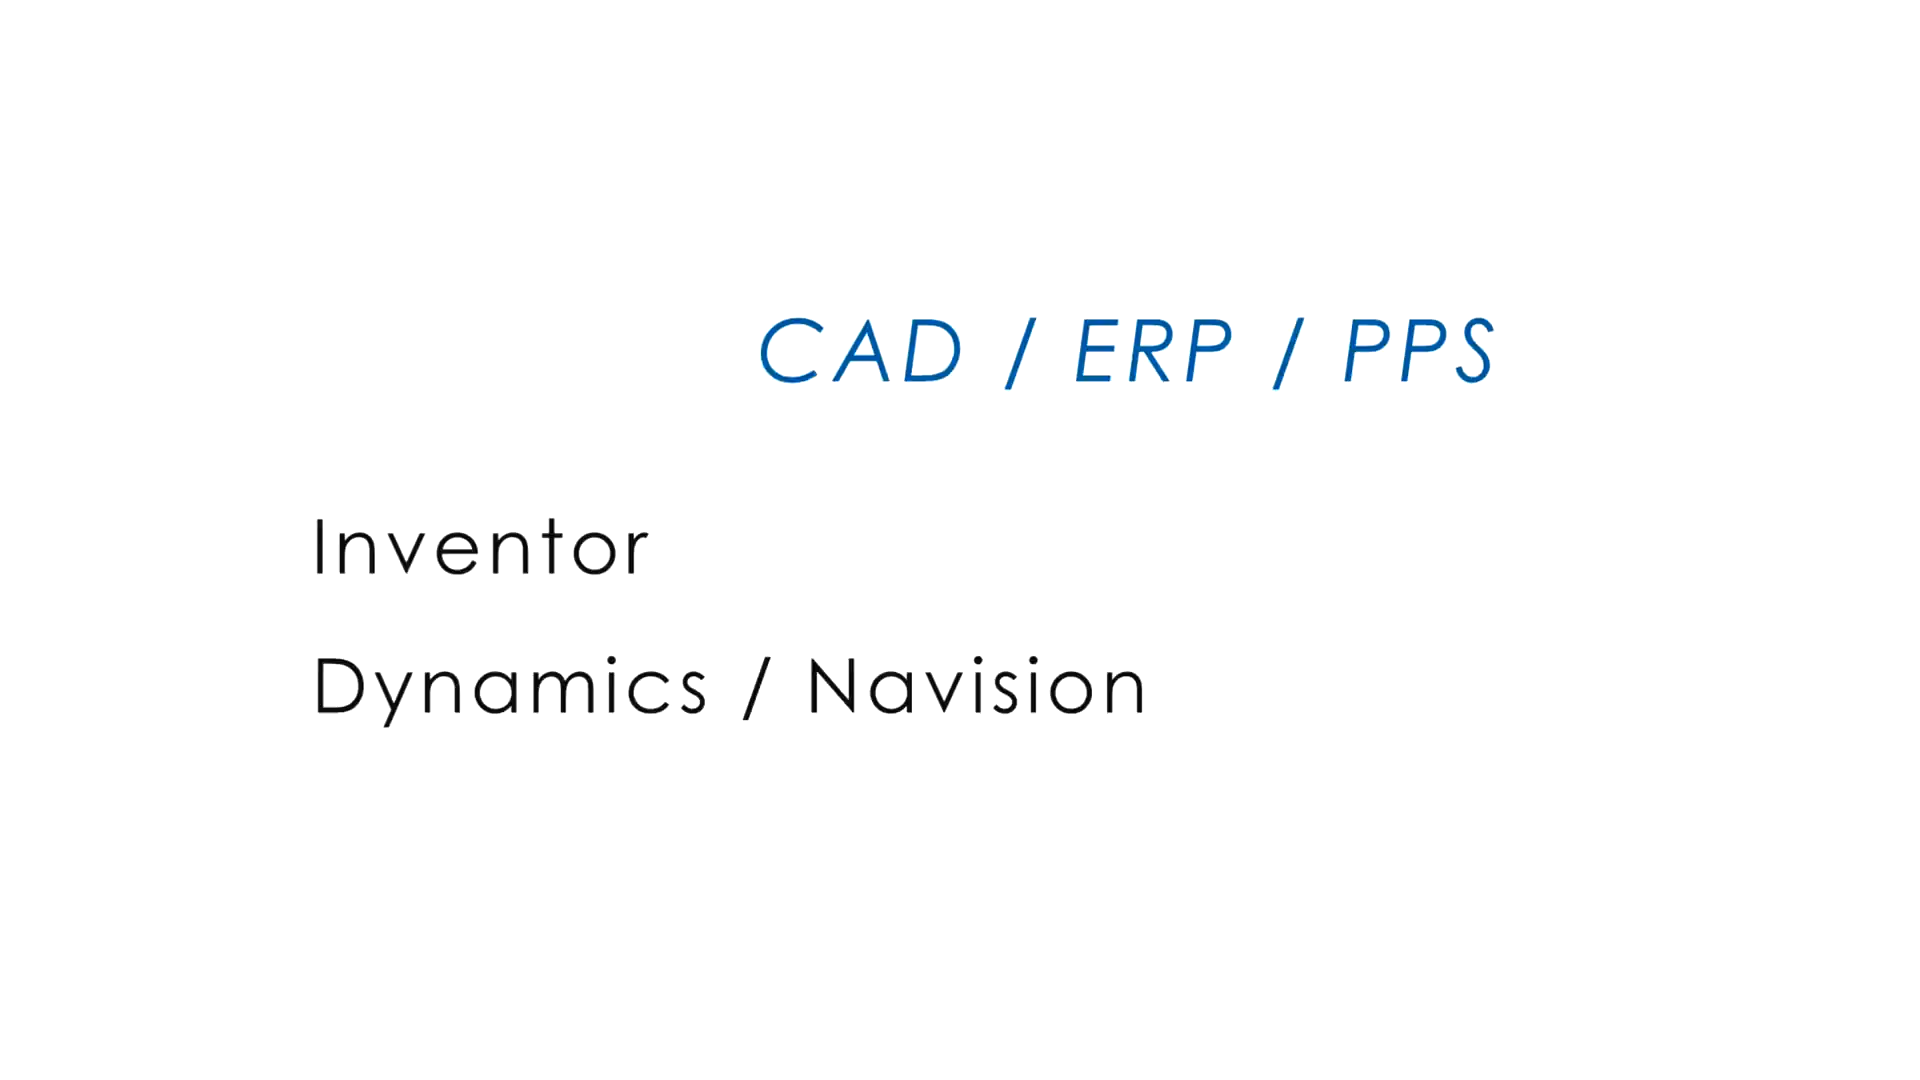 CAD / ERP / PPS
Inventor
Dynamics / Navision